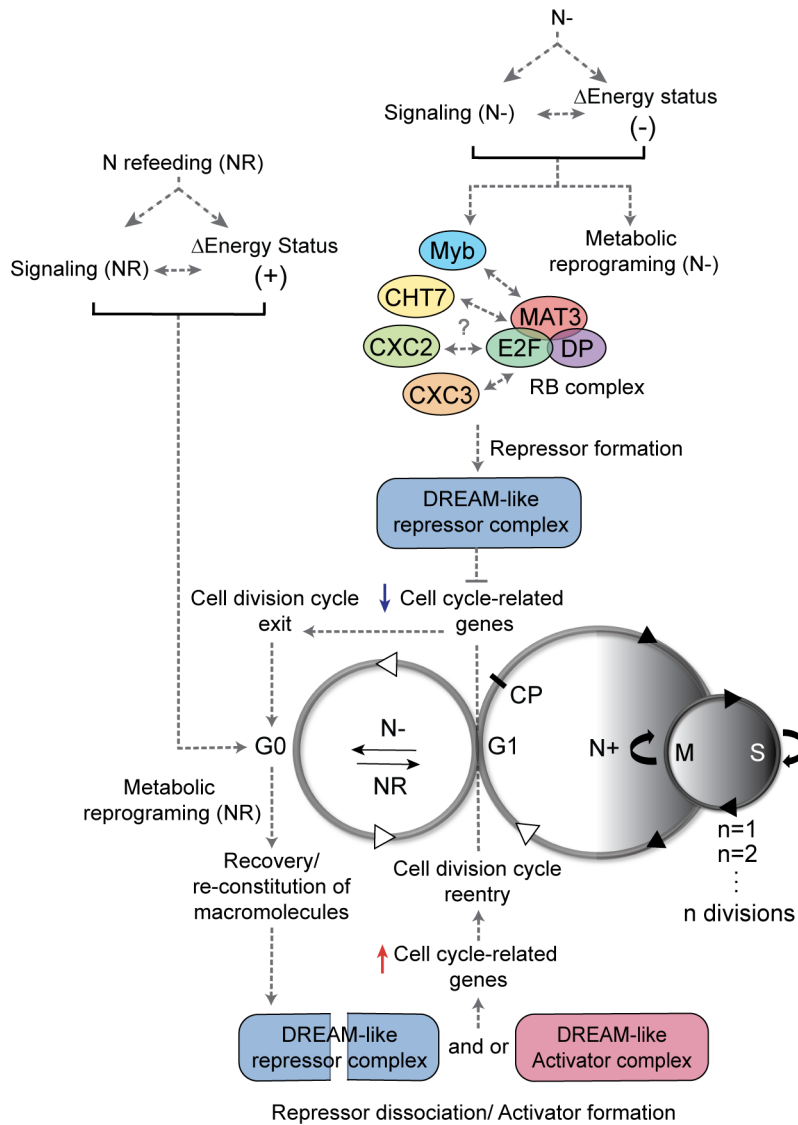 N-
Signaling (N-)
ΔEnergy status
(-)
N refeeding (NR)
Signaling (NR)
ΔEnergy Status
(+)
Metabolic
reprograming (N-)
Myb
CHT7
?
CXC2
CXC3
MAT3
E2F
DP
RB complex
Repressor formation
DREAM-like
repressor complex
Cell division cycle
exit
Cell cycle-related
genes
G0
N-
NR
G1
CP
N+
M
S
n=1
n=2
⋮
n divisions
Metabolic
reprograming (NR)
Recovery/
re-constitution of
macromolecules
Cell division cycle
reentry
Cell cycle-related
genes
DREAM-like
repressor complex
and or
DREAM-like
Activator complex
Repressor dissociation/ Activator formation